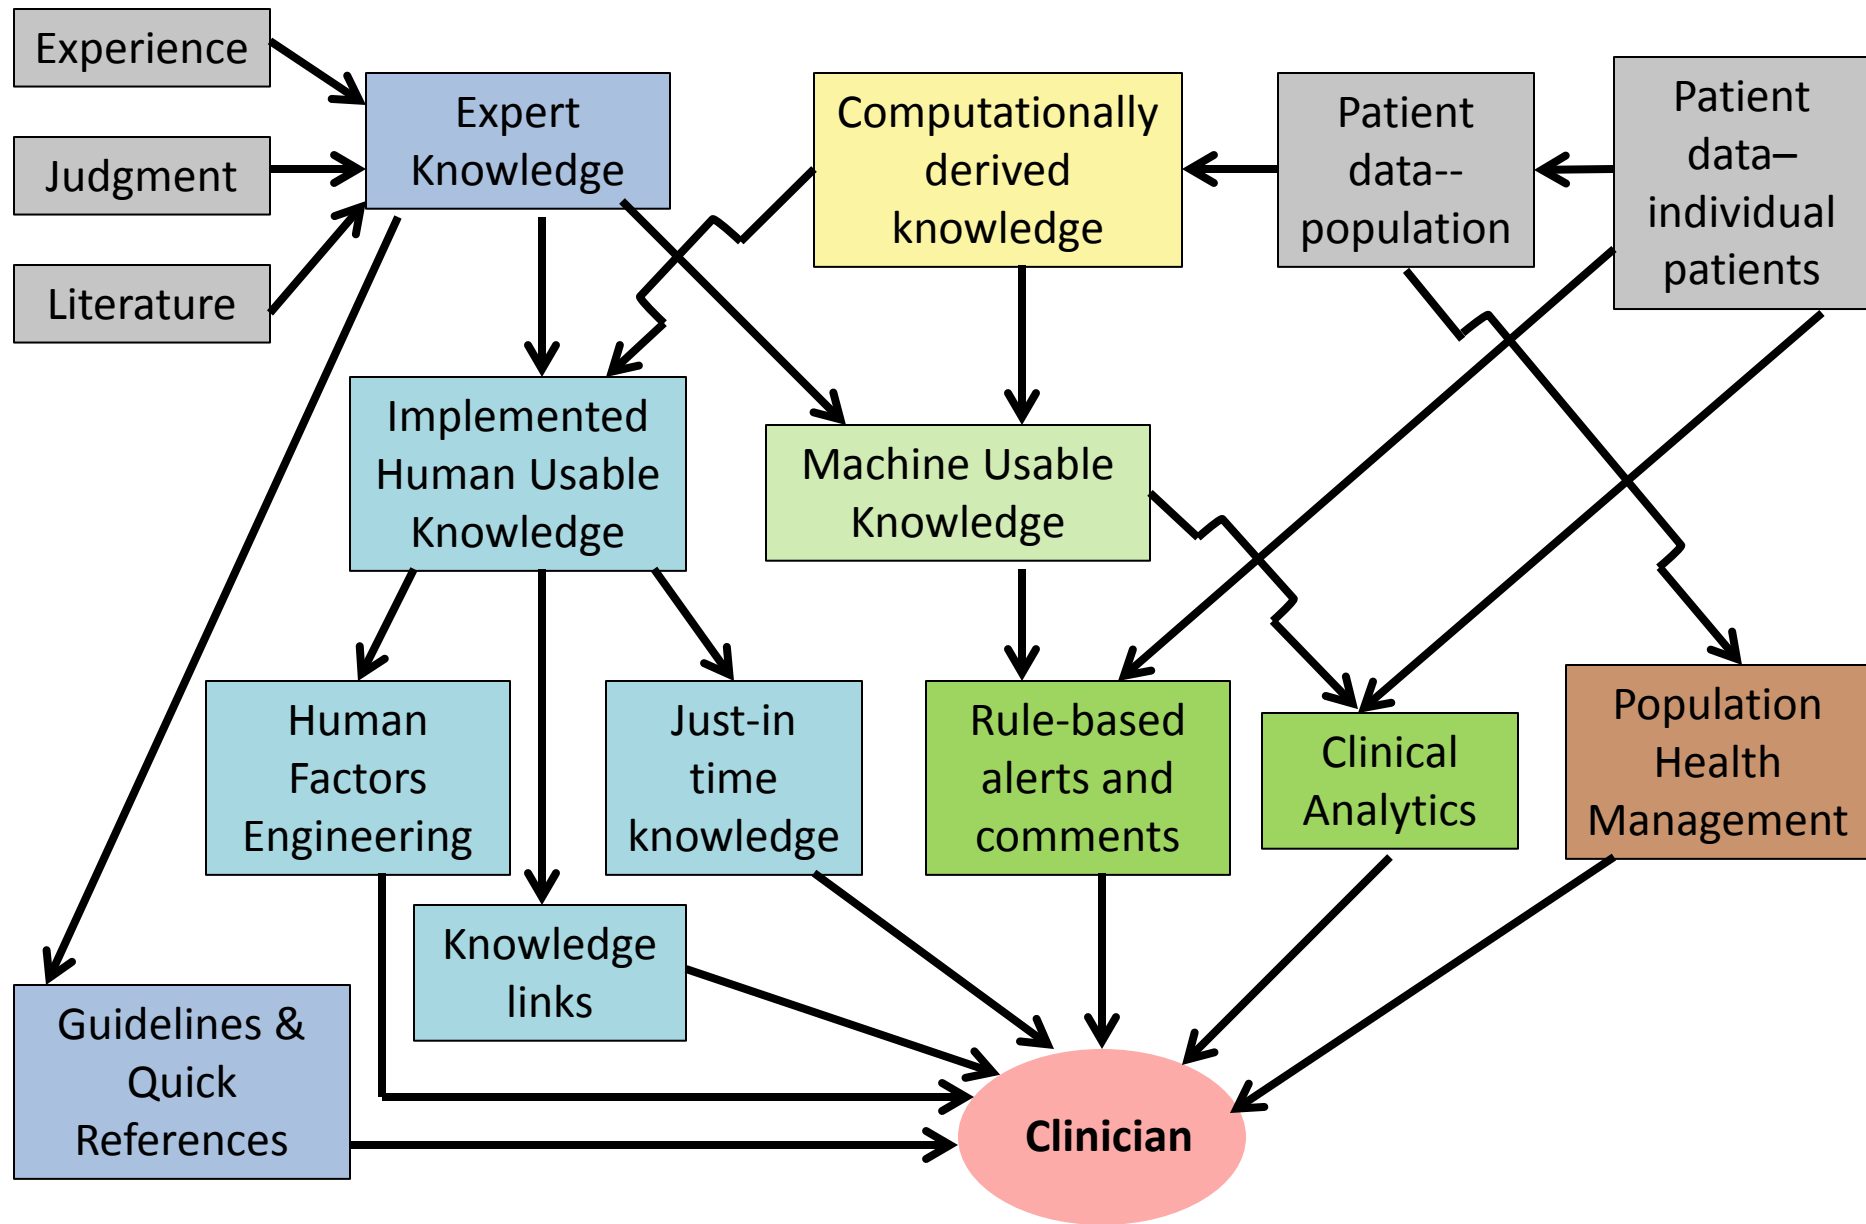 Experience
Judgment
Literature
Expert
Knowledge
Computationally
derived
knowledge
Patient
data--
population
Patient
data–
individual
patients
Implemented
Human Usable
Knowledge
Machine Usable
Knowledge
Human
Factors
Engineering
Just-in
time
knowledge
Rule-based
alerts and
comments
Clinical
Analytics
Population
Health
Management
Knowledge
links
Guidelines &
Quick
References
Clinician